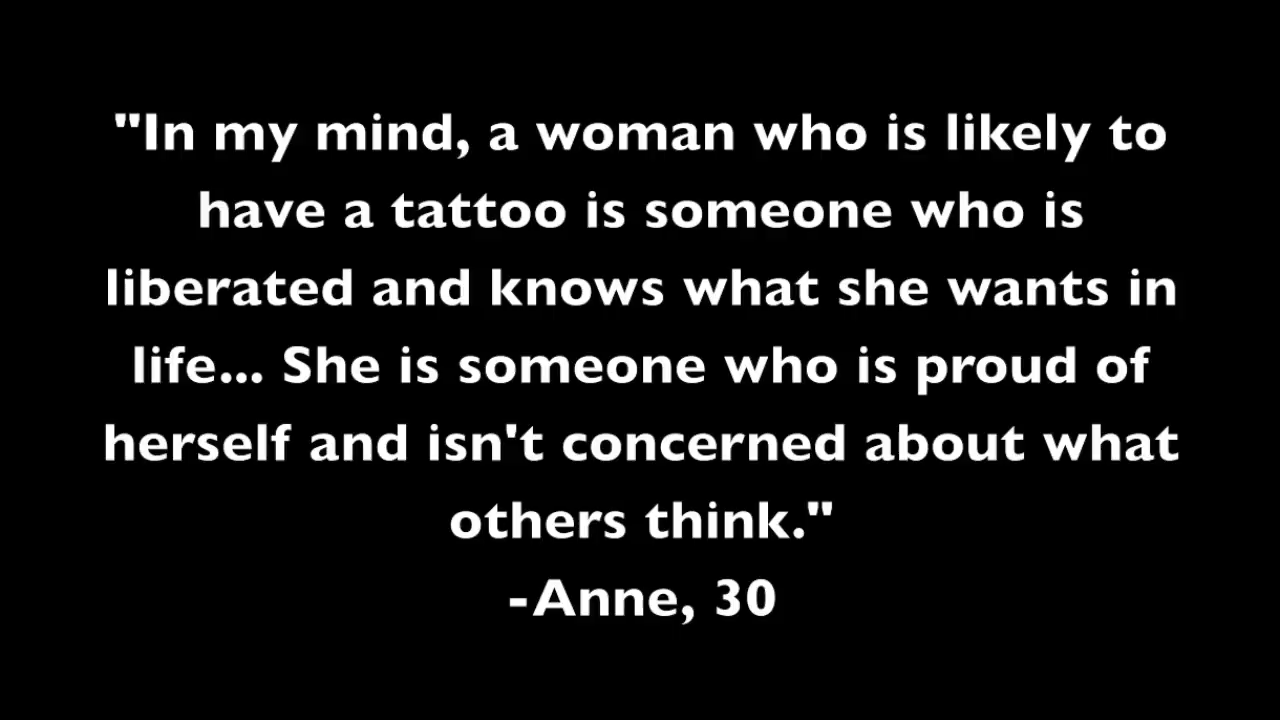 "In my mind, a woman who is likely to
have a tattoo is someone who is
liberated and knows what she wants in
life... She is someone who is proud of
herself and isn't concerned about what
others think."
-Anne, 30